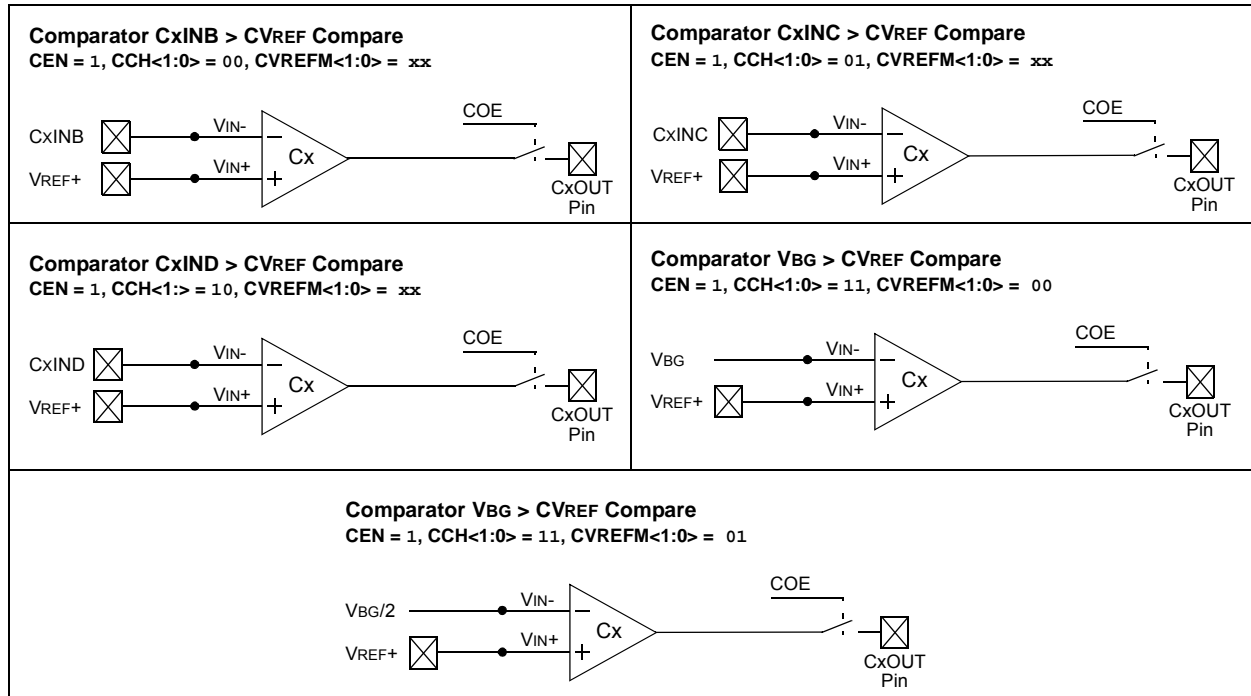 Comparator CxINB > CVREF Compare
CEN = 1, CCH<1:0> = 00, CVREFM<1:0> = xx
COE
CxINB
VIN-
–
Cx
VREF+
VIN+
+
CxOUT
Pin
Comparator CxINC > CVREF Compare
CEN = 1, CCH<1:0> = 01, CVREFM<1:0> = xx
COE
CxINC
VIN-
–
Cx
VREF+
VIN+
+
CxOUT
Pin
Comparator CxIND > CVREF Compare
CEN = 1, CCH<1:> = 10, CVREFM<1:0> = xx
COE
CxIND
VIN-
–
Cx
VREF+
VIN+
+
CxOUT
Pin
Comparator VBG > CVREF Compare
CEN = 1, CCH<1:0> = 11, CVREFM<1:0> = 00
COE
VBG
VIN-
–
Cx
VREF+
VIN+
+
CxOUT
Pin
Comparator VBG > CVREF Compare
CEN = 1, CCH<1:0> = 11, CVREFM<1:0> = 01
COE
VBG/2
VIN-
–
Cx
VREF+
VIN+
+
CxOUT
Pin